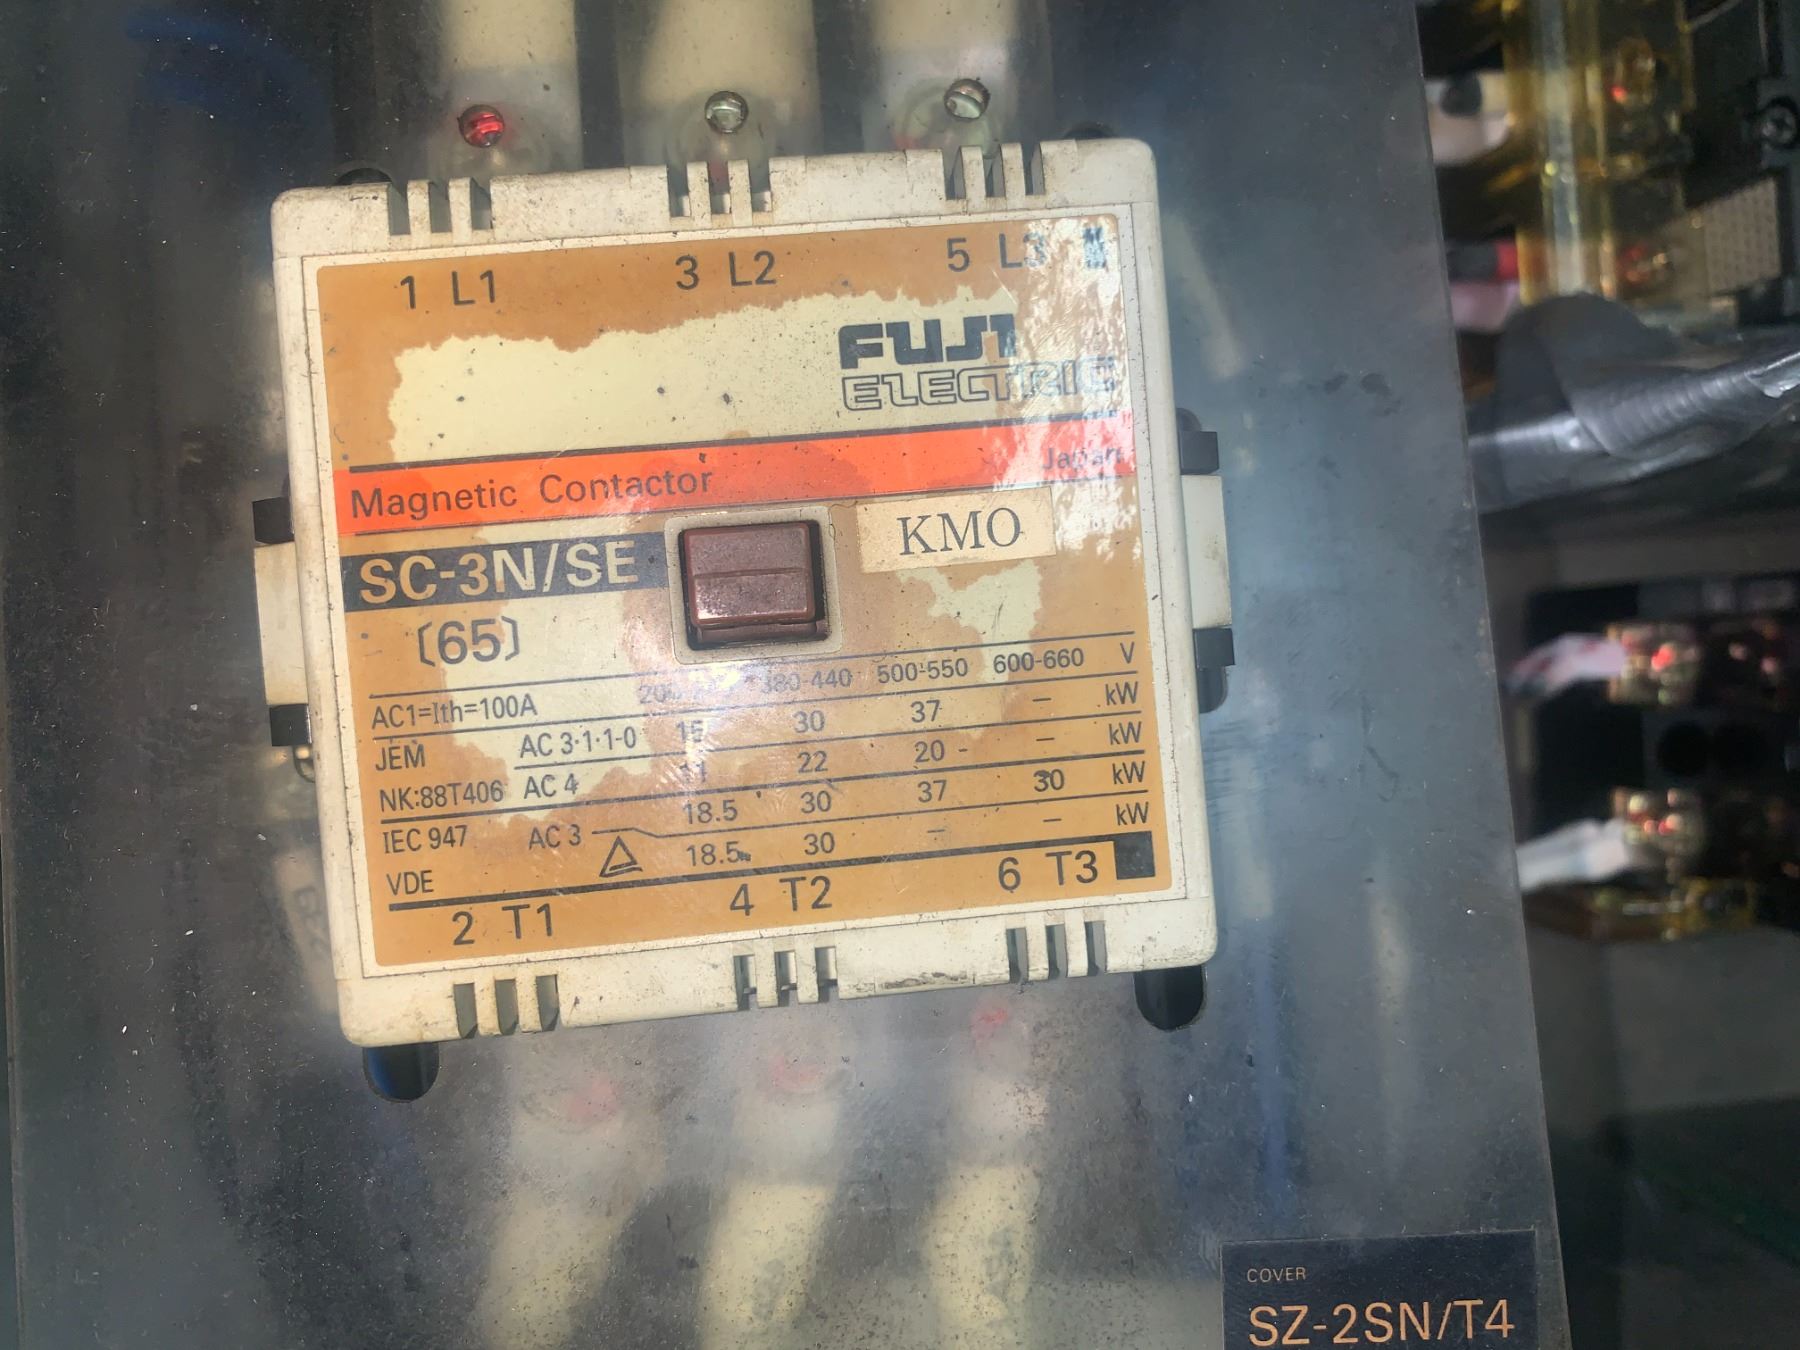 1 L1 3 L2 5 L3
FUJI
ELECTRIC
Magnetic Contactor Japan
KMO
SC-3N/SE
[65]
380-440 500-550 600-660 V
AC1=Ith=100A
JEM AC 3·1·1-0 15 30 37 – kW
NK:88T406 AC 4 11 22 20 – kW
IEC 947 AC 3 18.5 30 37 30 kW
VDE 18.5 30 – – kW
2 T1 4 T2 6 T3
COVER
SZ-2SN/T4